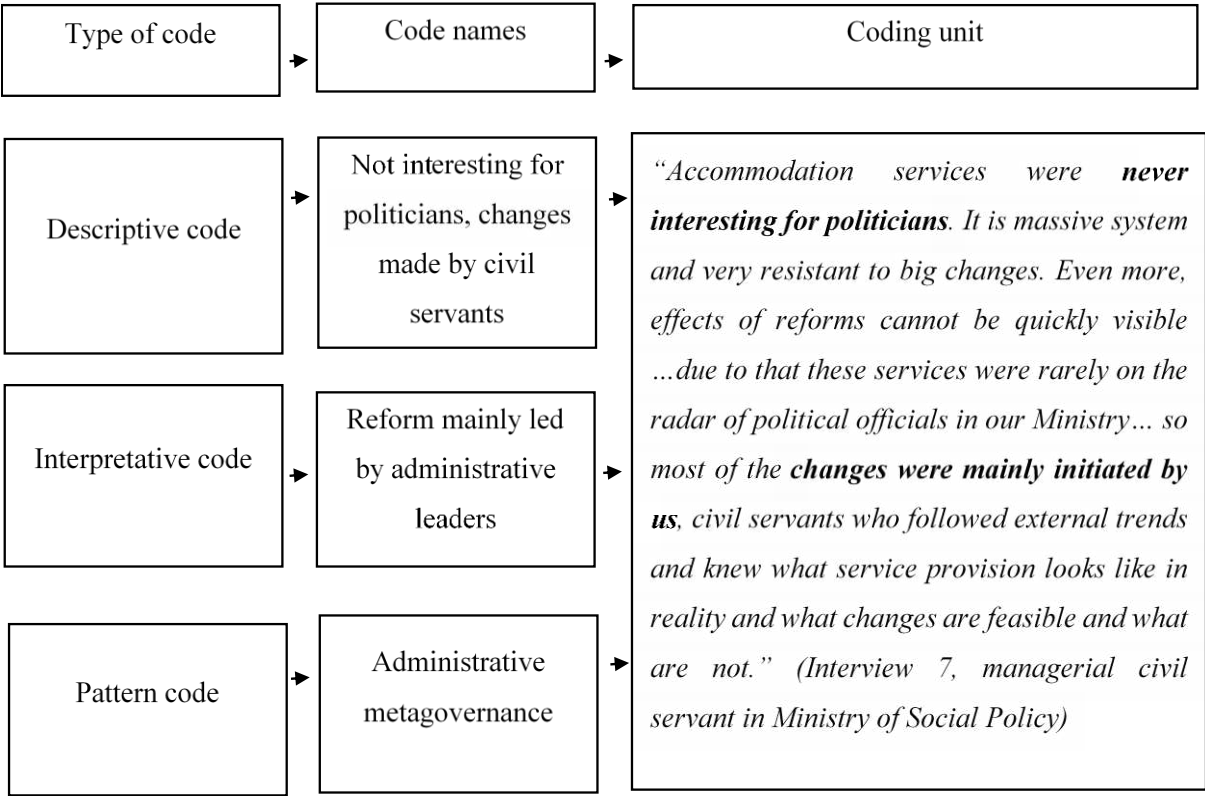 Type of code
Code names
Coding unit
Descriptive code
Not interesting for
politicians, changes
made by civil
servants
Interpretative code
Reform mainly led
by administrative
leaders
Pattern code
Administrative
metagovernance
“Accommodation services were never
interesting for politicians. It is massive system
and very resistant to big changes. Even more,
effects of reforms cannot be quickly visible
…due to that these services were rarely on the
radar of political officials in our Ministry… so
most of the changes were mainly initiated by
us, civil servants who followed external trends
and knew what service provision looks like in
reality and what changes are feasible and what
are not.” (Interview 7, managerial civil
servant in Ministry of Social Policy)